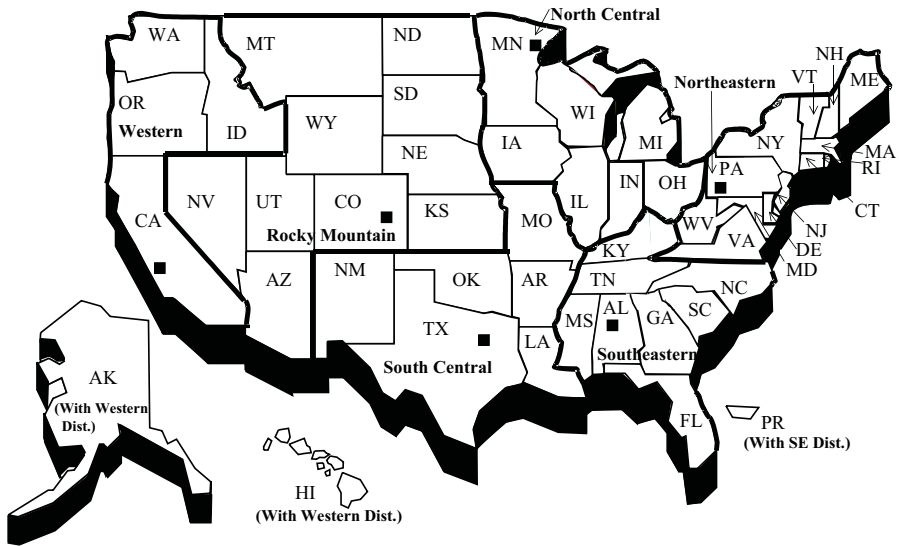 North Central
WA
MT
ND
MN
NH
VT
ME
Northeastern
OR
Western
SD
WI
MI
NY
ID
WY
IA
MA
RI
NE
PA
NV
UT
CO
IL
IN
OH
CT
CA
KS
MO
WV
VA
NJ
DE
MD
Rocky Mountain
KY
AZ
NM
OK
AR
TN
NC
TX
MS
AL
GA
SC
LA
Southeastern
South Central
AK
(With Western
Dist.)
FL
PR
(With SE Dist.)
HI
(With Western Dist.)